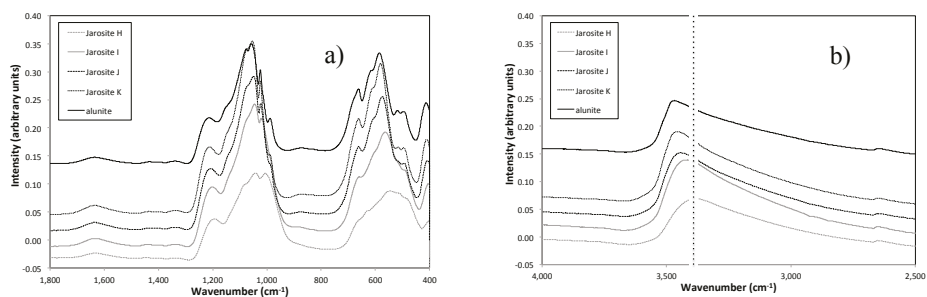 a)
0.40
0.35
0.30
0.25
0.20
0.15
0.10
0.05
0.00
-0.05
Intensity (arbitrary units)
Jarosite H
Jarosite I
Jarosite J
Jarosite K
alunite
1,800 1,600 1,400 1,200 1,000 800 600 400
Wavenumber (cm⁻¹)
b)
0.40
0.35
0.30
0.25
0.20
0.15
0.10
0.05
0.00
-0.05
Intensity (arbitrary units)
Jarosite H
Jarosite I
Jarosite J
Jarosite K
alunite
4,000 3,500 3,000 2,500
Wavenumber (cm⁻¹)